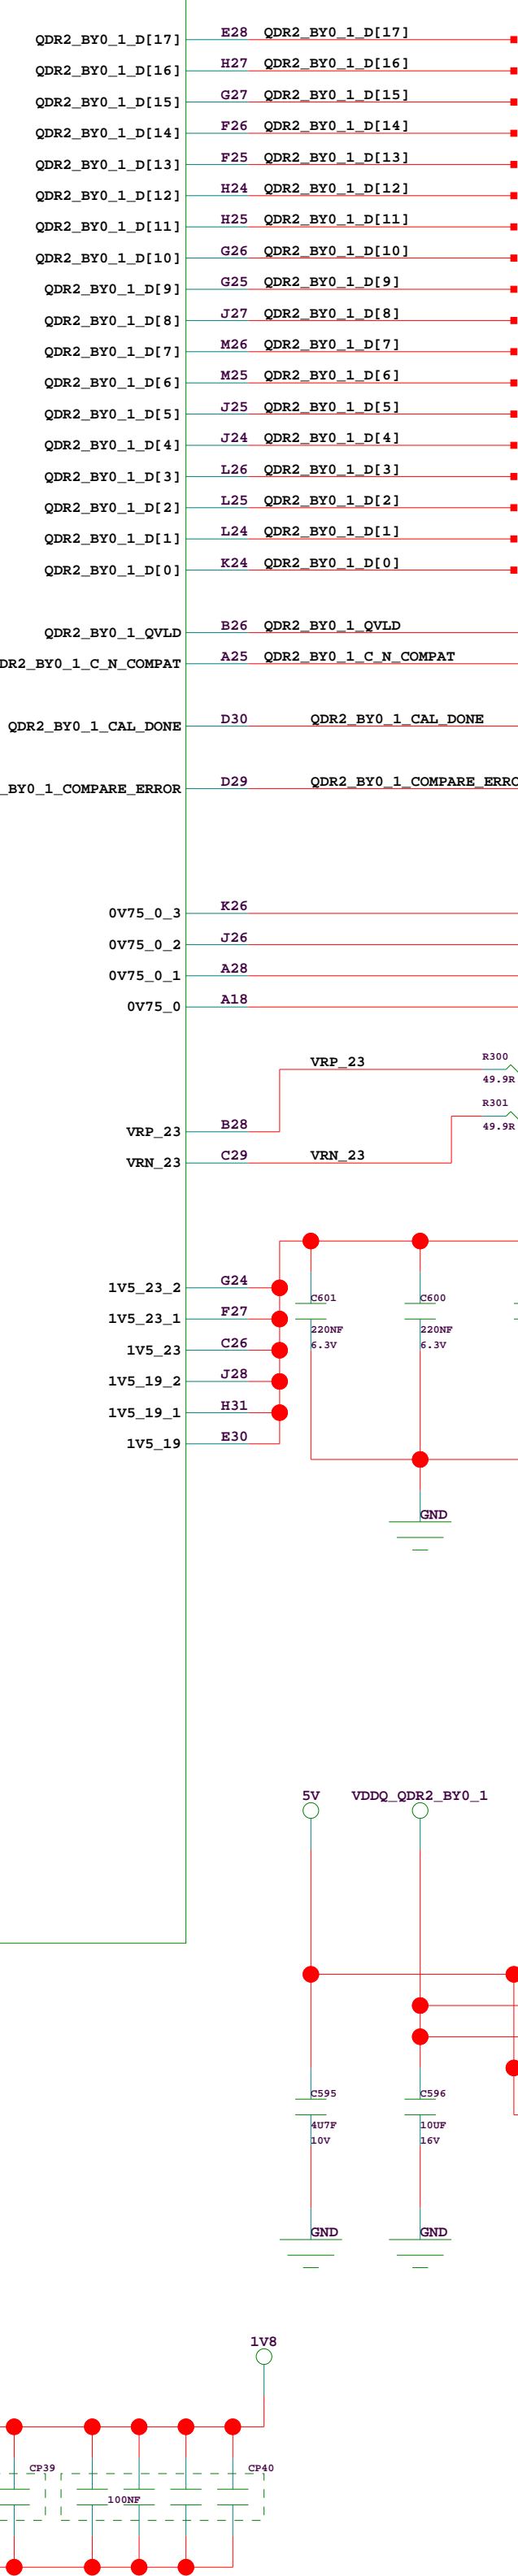 QDR2_BY0_1_D[17] E28 QDR2_BY0_1_D[17]
QDR2_BY0_1_D[16] H27 QDR2_BY0_1_D[16]
QDR2_BY0_1_D[15] G27 QDR2_BY0_1_D[15]
QDR2_BY0_1_D[14] F26 QDR2_BY0_1_D[14]
QDR2_BY0_1_D[13] F25 QDR2_BY0_1_D[13]
QDR2_BY0_1_D[12] H24 QDR2_BY0_1_D[12]
QDR2_BY0_1_D[11] H25 QDR2_BY0_1_D[11]
QDR2_BY0_1_D[10] G26 QDR2_BY0_1_D[10]
QDR2_BY0_1_D[9] G25 QDR2_BY0_1_D[9]
QDR2_BY0_1_D[8] J27 QDR2_BY0_1_D[8]
QDR2_BY0_1_D[7] M26 QDR2_BY0_1_D[7]
QDR2_BY0_1_D[6] M25 QDR2_BY0_1_D[6]
QDR2_BY0_1_D[5] J25 QDR2_BY0_1_D[5]
QDR2_BY0_1_D[4] J24 QDR2_BY0_1_D[4]
QDR2_BY0_1_D[3] L26 QDR2_BY0_1_D[3]
QDR2_BY0_1_D[2] L25 QDR2_BY0_1_D[2]
QDR2_BY0_1_D[1] L24 QDR2_BY0_1_D[1]
QDR2_BY0_1_D[0] K24 QDR2_BY0_1_D[0]
QDR2_BY0_1_QVLD B26 QDR2_BY0_1_QVLD
DR2_BY0_1_C_N_COMPAT A25 QDR2_BY0_1_C_N_COMPAT
QDR2_BY0_1_CAL_DONE D30 QDR2_BY0_1_CAL_DONE
_BY0_1_COMPARE_ERROR D29 QDR2_BY0_1_COMPARE_ERRO
0V75_0_3 K26
0V75_0_2 J26
0V75_0_1 A28
0V75_0 A18
VRP_23 R300
49.9R
R301
VRP_23 B28 49.9R
VRN_23 C29 VRN_23
1V5_23_2 G24 C601 C600
1V5_23_1 F27 220NF 220NF
1V5_23 C26 6.3V 6.3V
1V5_19_2 J28
1V5_19_1 H31
1V5_19 E30
GND
5V VDDQ_QDR2_BY0_1
C595 C596
4U7F 10UF
10V 16V
GND GND
1V8
CP39 CP40
100NF